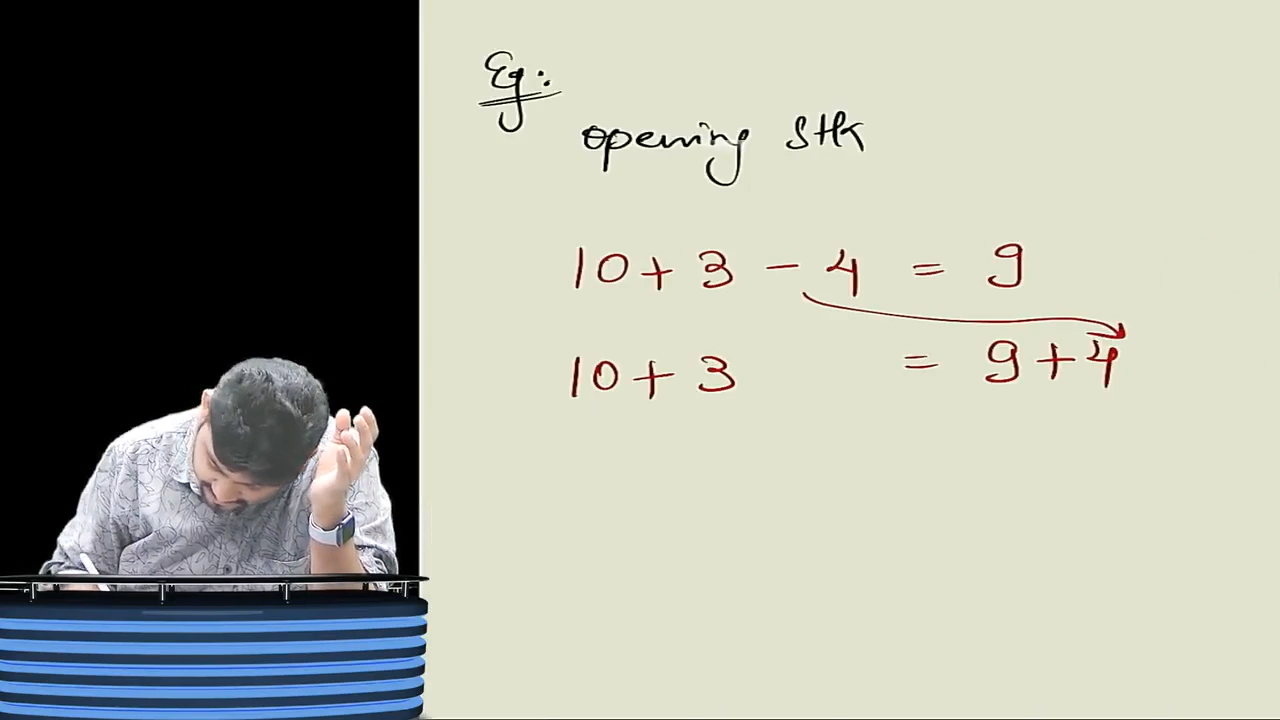 Eg:
opening Stk
10 + 3 - 4 = 9
10 + 3 = 9 + 4